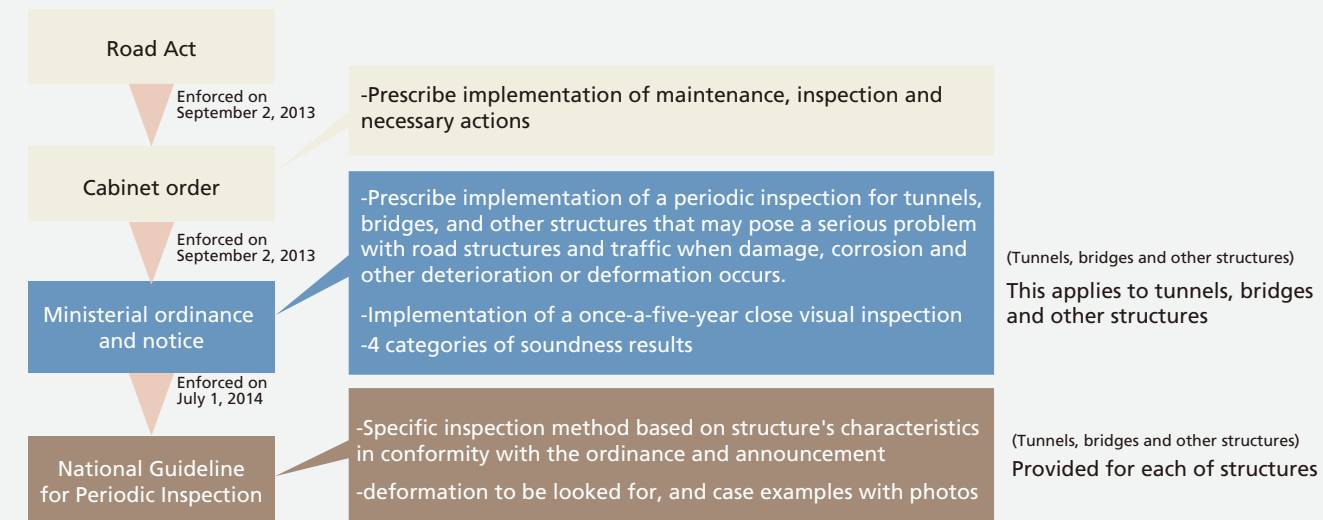 Road Act
Enforced on
September 2, 2013
-Prescribe implementation of maintenance, inspection and
necessary actions
Cabinet order
Enforced on
September 2, 2013
-Prescribe implementation of a periodic inspection for tunnels,
bridges, and other structures that may pose a serious problem
with road structures and traffic when damage, corrosion and
other deterioration or deformation occurs.
-Implementation of a once-a-five-year close visual inspection
-4 categories of soundness results
(Tunnels, bridges and other structures)
This applies to tunnels, bridges
and other structures
Ministerial ordinance
and notice
Enforced on
July 1, 2014
-Specific inspection method based on structure's characteristics
in conformity with the ordinance and announcement
-deformation to be looked for, and case examples with photos
(Tunnels, bridges and other structures)
Provided for each of structures
National Guideline
for Periodic Inspection